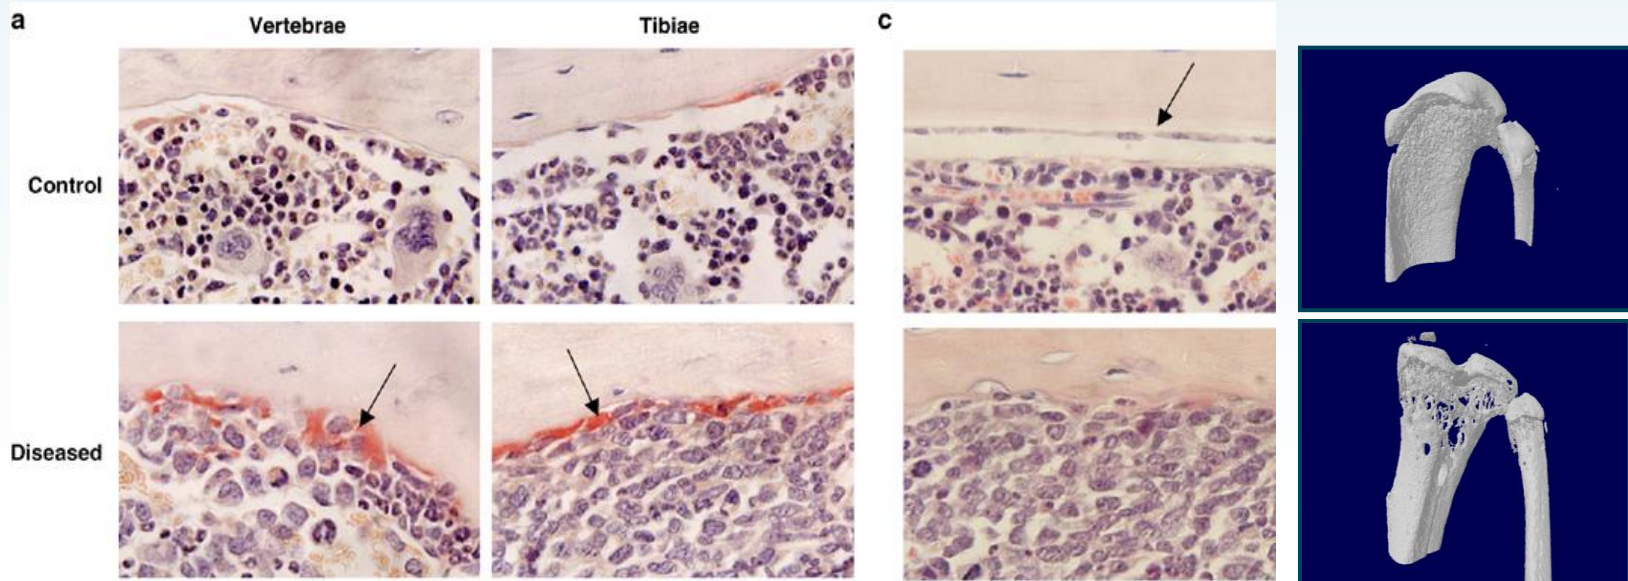 a
Vertebrae
Tibiae
c
Control
Diseased